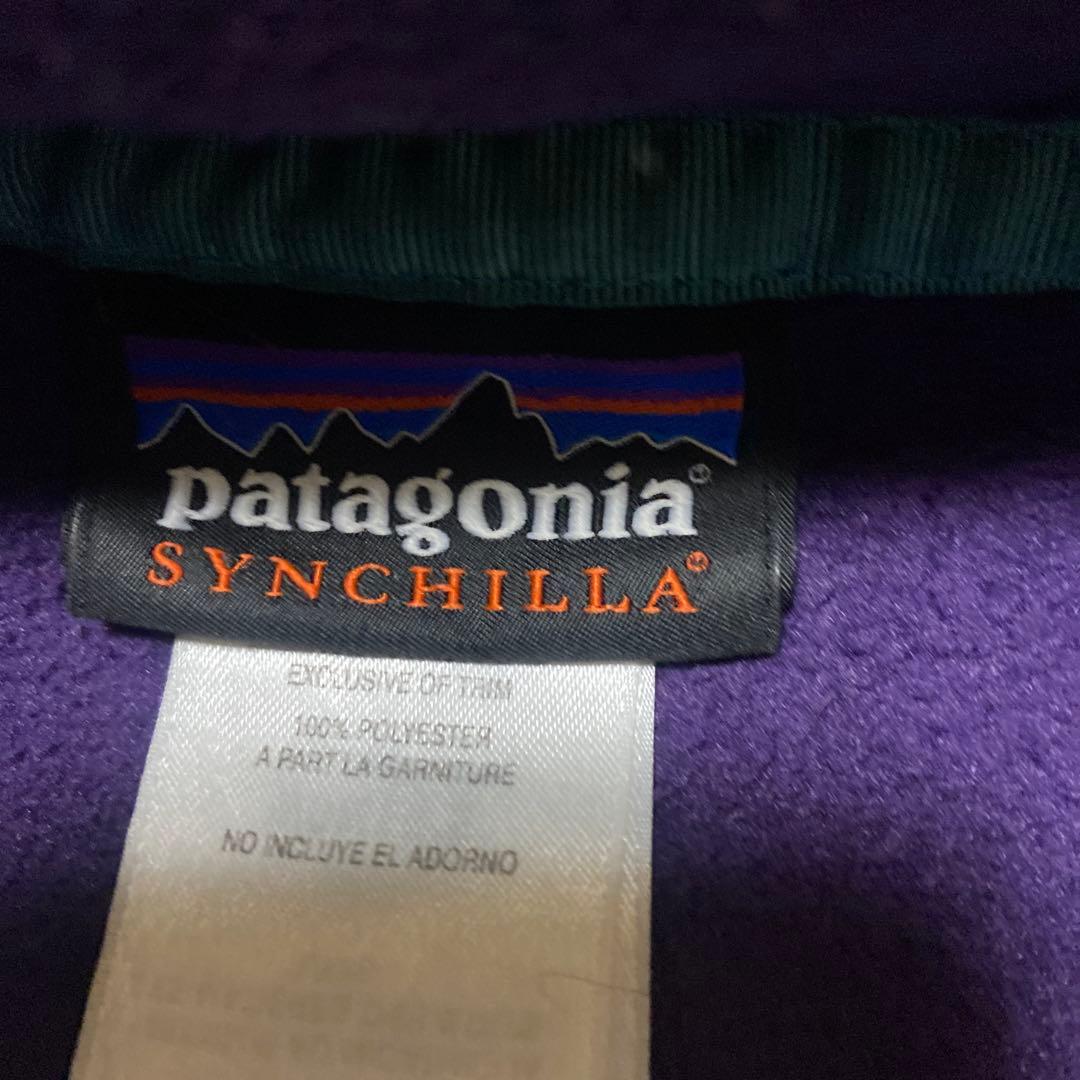 patagonia®
SYNCHILLA®
EXCLUSIVE OF TRIM
100% POLYESTER
A PART LA GARNITURE
NO INCLUYE EL ADORNO